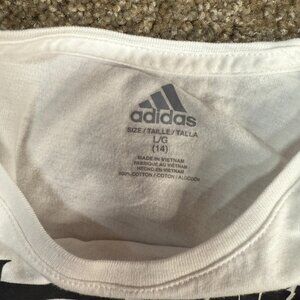 adidas
SIZE / TAILLE / TALLA
L/G
(14)
MADE IN VIETNAM
FABRIQUÉ AU VIETNAM
HECHO EN VIETNAM
100% COTTON / COTON / ALGODÓN